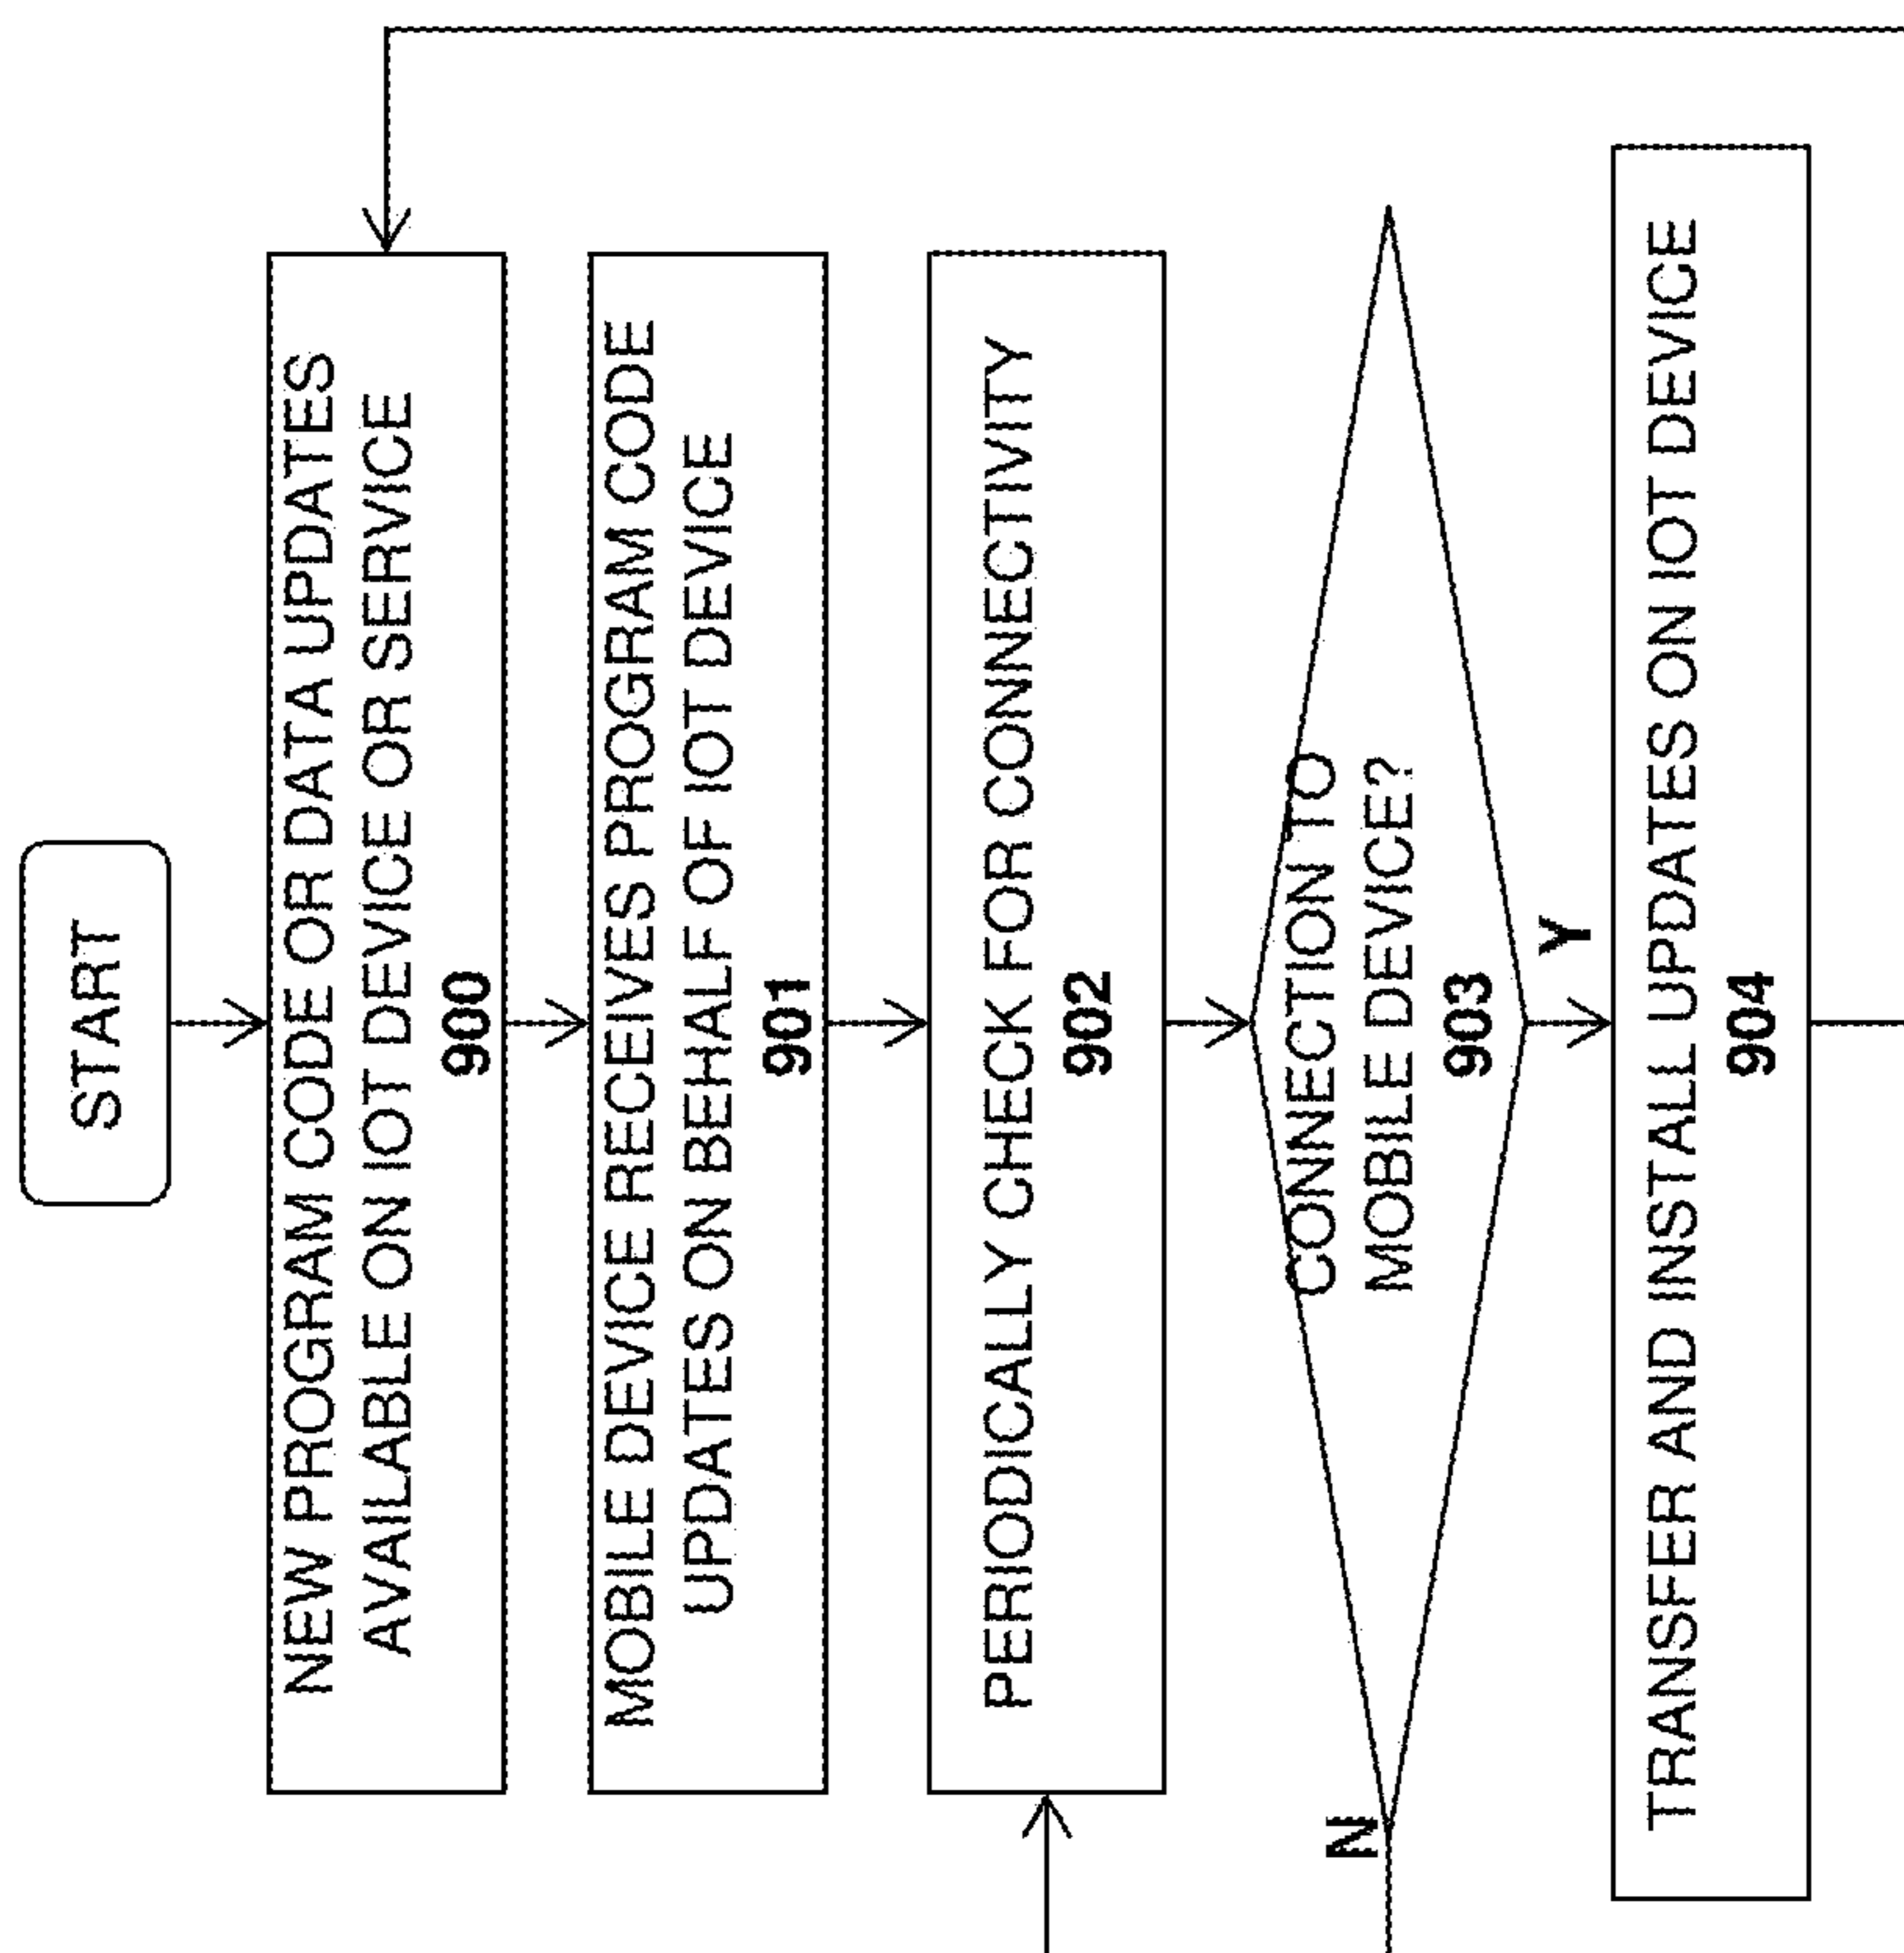 START
NEW PROGRAM CODE OR DATA UPDATES
AVAILABLE ON IOT DEVICE OR SERVICE
900
MOBILE DEVICE RECEIVES PROGRAM CODE
UPDATES ON BEHALF OF IOT DEVICE
901
PERIODICALLY CHECK FOR CONNECTIVITY
902
CONNECTION TO
MOBILE DEVICE?
903
N
Y
TRANSFER AND INSTALL UPDATES ON IOT DEVICE
904